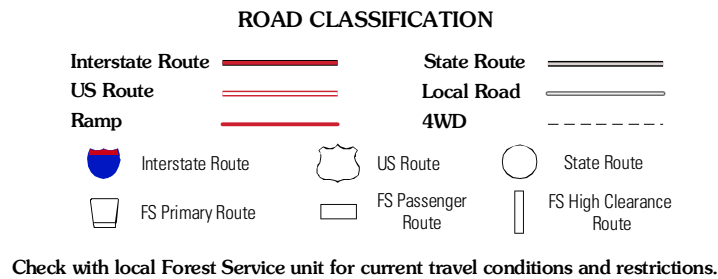 ROAD CLASSIFICATION
Interstate Route
State Route
US Route
Local Road
Ramp
4WD
Interstate Route
US Route
State Route
FS Primary Route
FS Passenger
Route
FS High Clearance
Route
Check with local Forest Service unit for current travel conditions and restrictions.